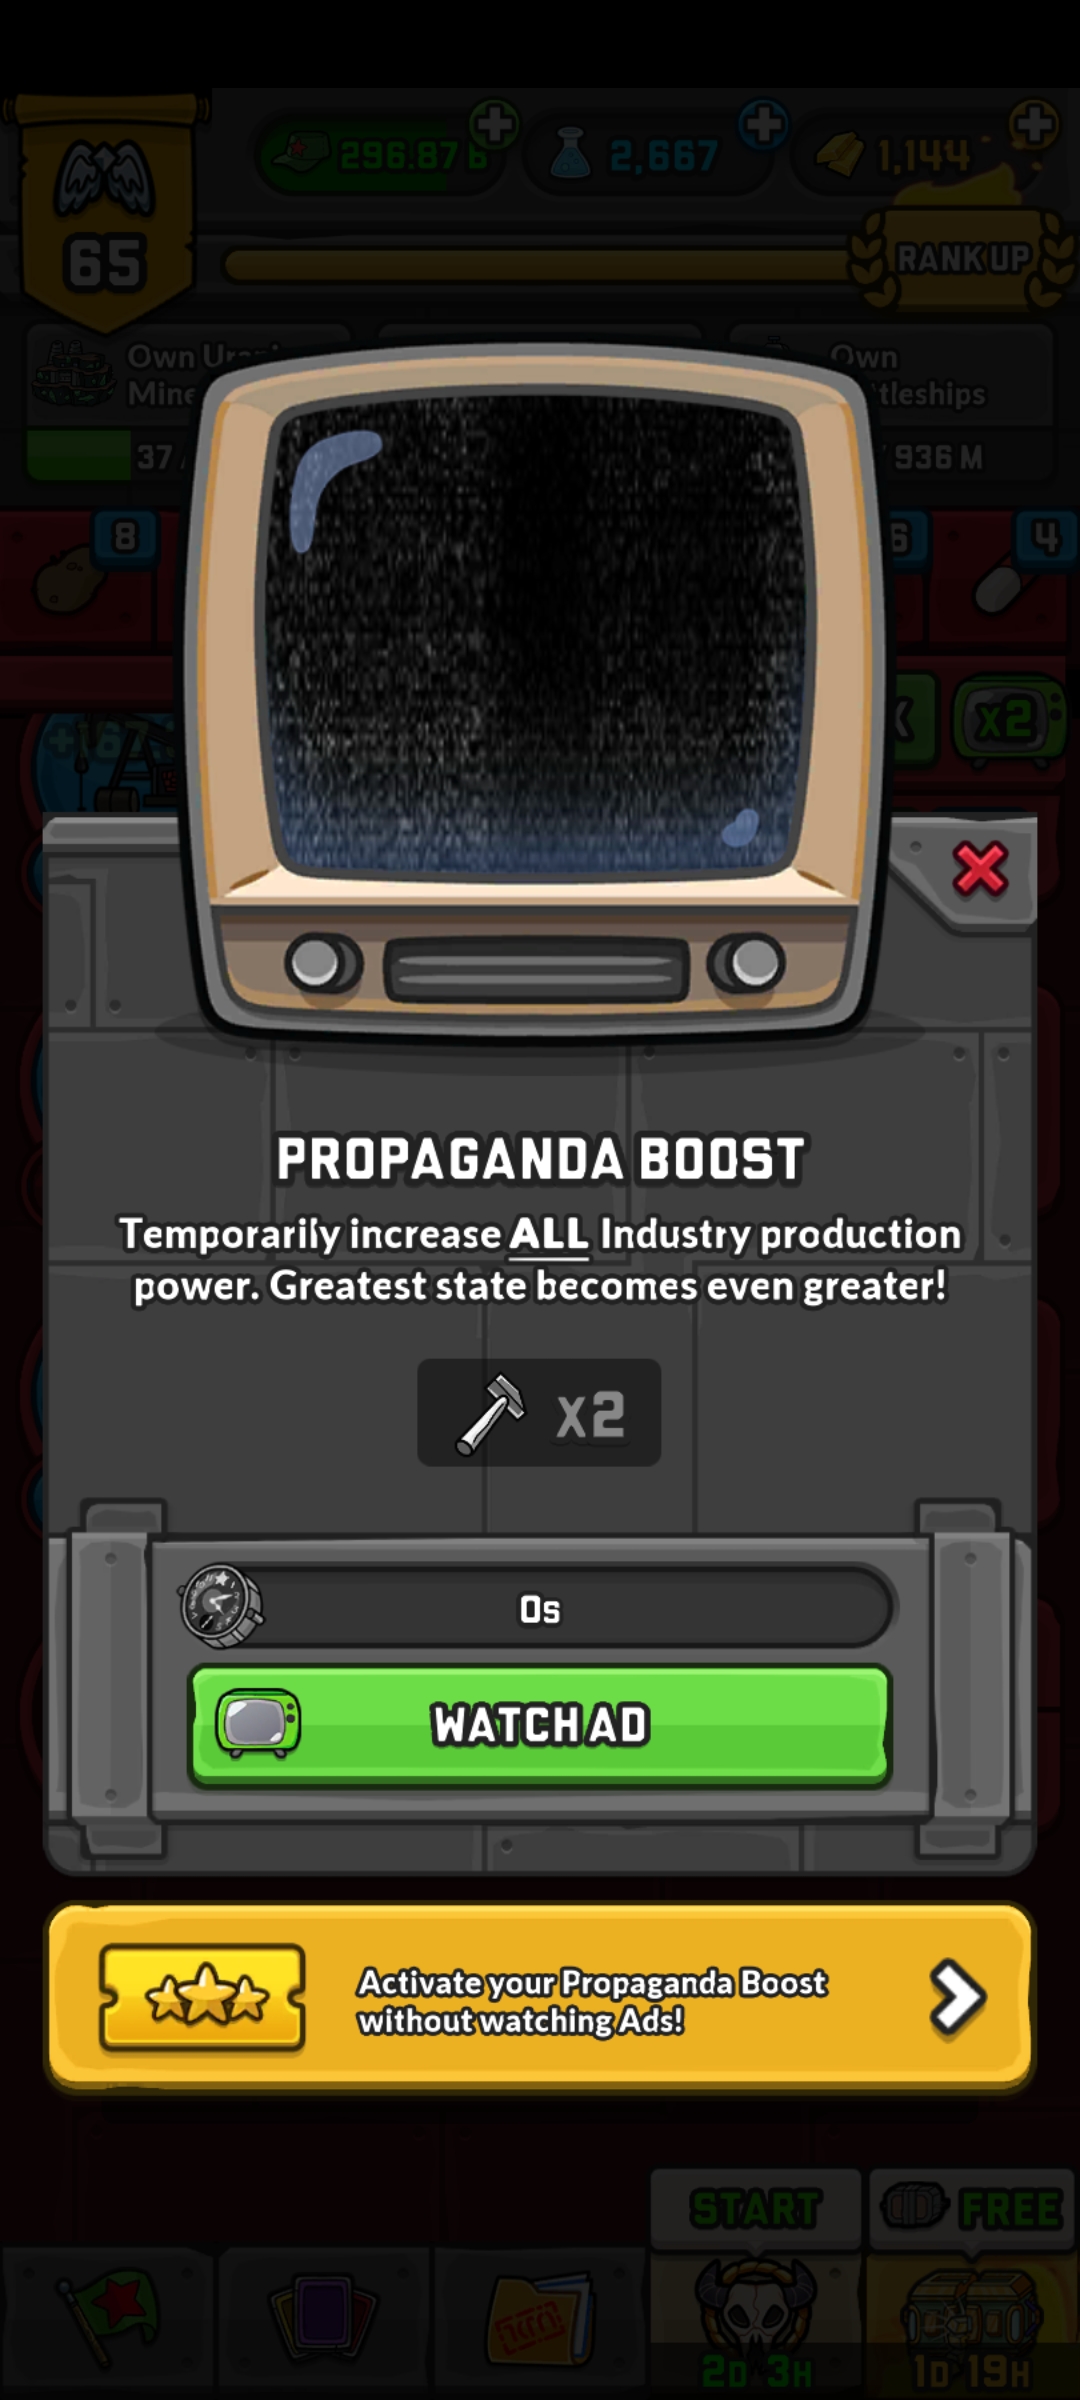 296.87 B
2,667
1,144
65
RANK UP
Own
Mine
Own
tleships
37 /
936 M
8
6
4
x2
PROPAGANDA BOOST
Temporarily increase ALL Industry production
power. Greatest state becomes even greater!
x2
0s
WATCH AD
Activate your Propaganda Boost
without watching Ads!
START
FREE
2D 3H
1D 19H